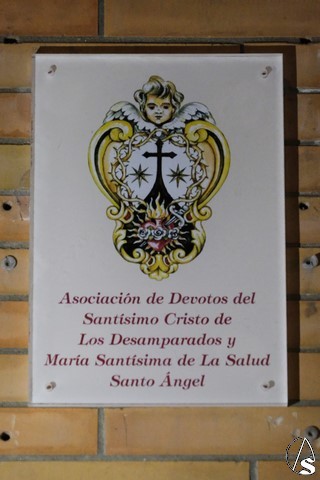 Asociación de Devotos del
Santísimo Cristo de
Los Desamparados y
María Santísima de La Salud
Santo Ángel